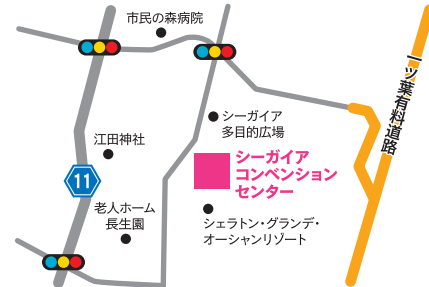 市民の森病院
シーガイア
多目的広場
一ツ葉有料道路
江田神社
シーガイア
コンベンション
センター
11
老人ホーム
長生園
シェラトン・グランデ・
オーシャンリゾート